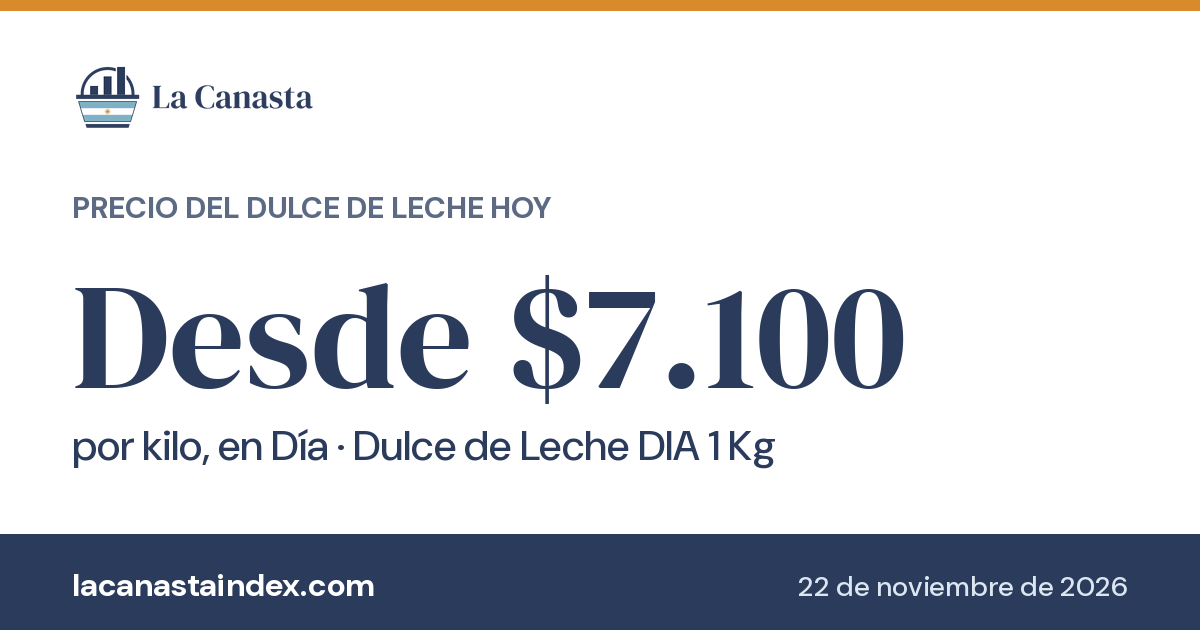 La Canasta
PRECIO DEL DULCE DE LECHE HOY
Desde $7.100
por kilo, en Día · Dulce de Leche DIA 1 Kg
lacanastaindex.com
22 de noviembre de 2026